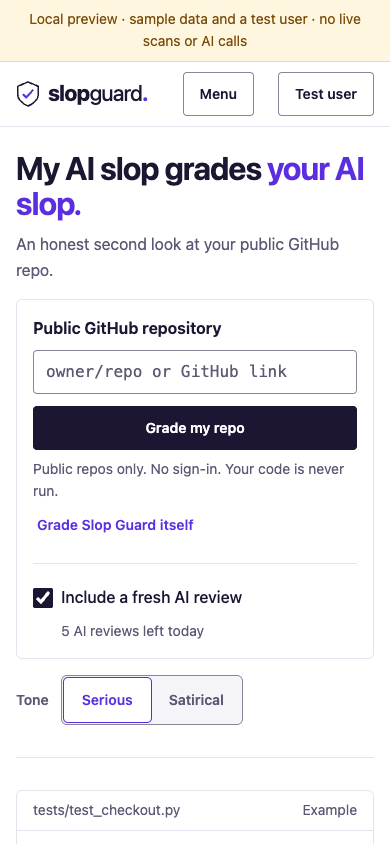 Local preview · sample data and a test user · no live
scans or AI calls
slopguard.
Menu
Test user
My AI slop grades your AI
slop.
An honest second look at your public GitHub
repo.
Public GitHub repository
owner/repo or GitHub link
Grade my repo
Public repos only. No sign-in. Your code is never
run.
Grade Slop Guard itself
Include a fresh AI review
5 AI reviews left today
Tone
Serious
Satirical
tests/test_checkout.py
Example